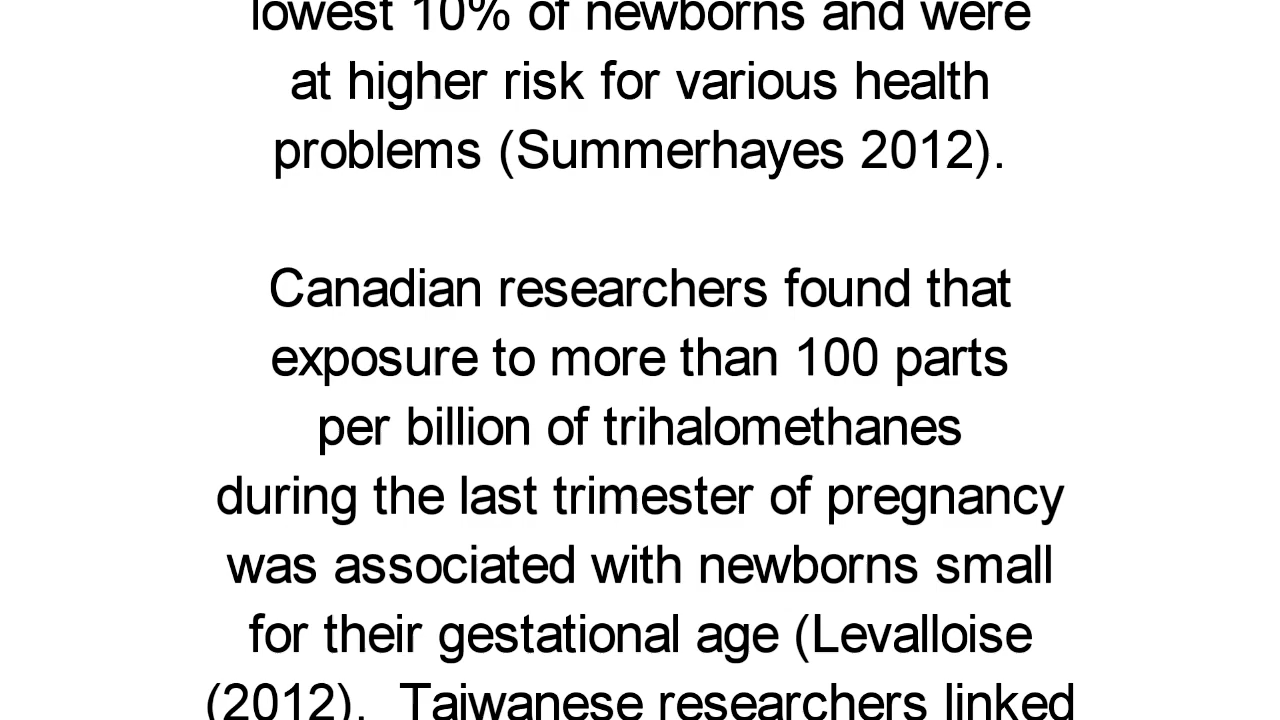 lowest 10% of newborns and were
at higher risk for various health
problems (Summerhayes 2012).
Canadian researchers found that
exposure to more than 100 parts
per billion of trihalomethanes
during the last trimester of pregnancy
was associated with newborns small
for their gestational age (Levalloise
(2012).  Taiwanese researchers linked